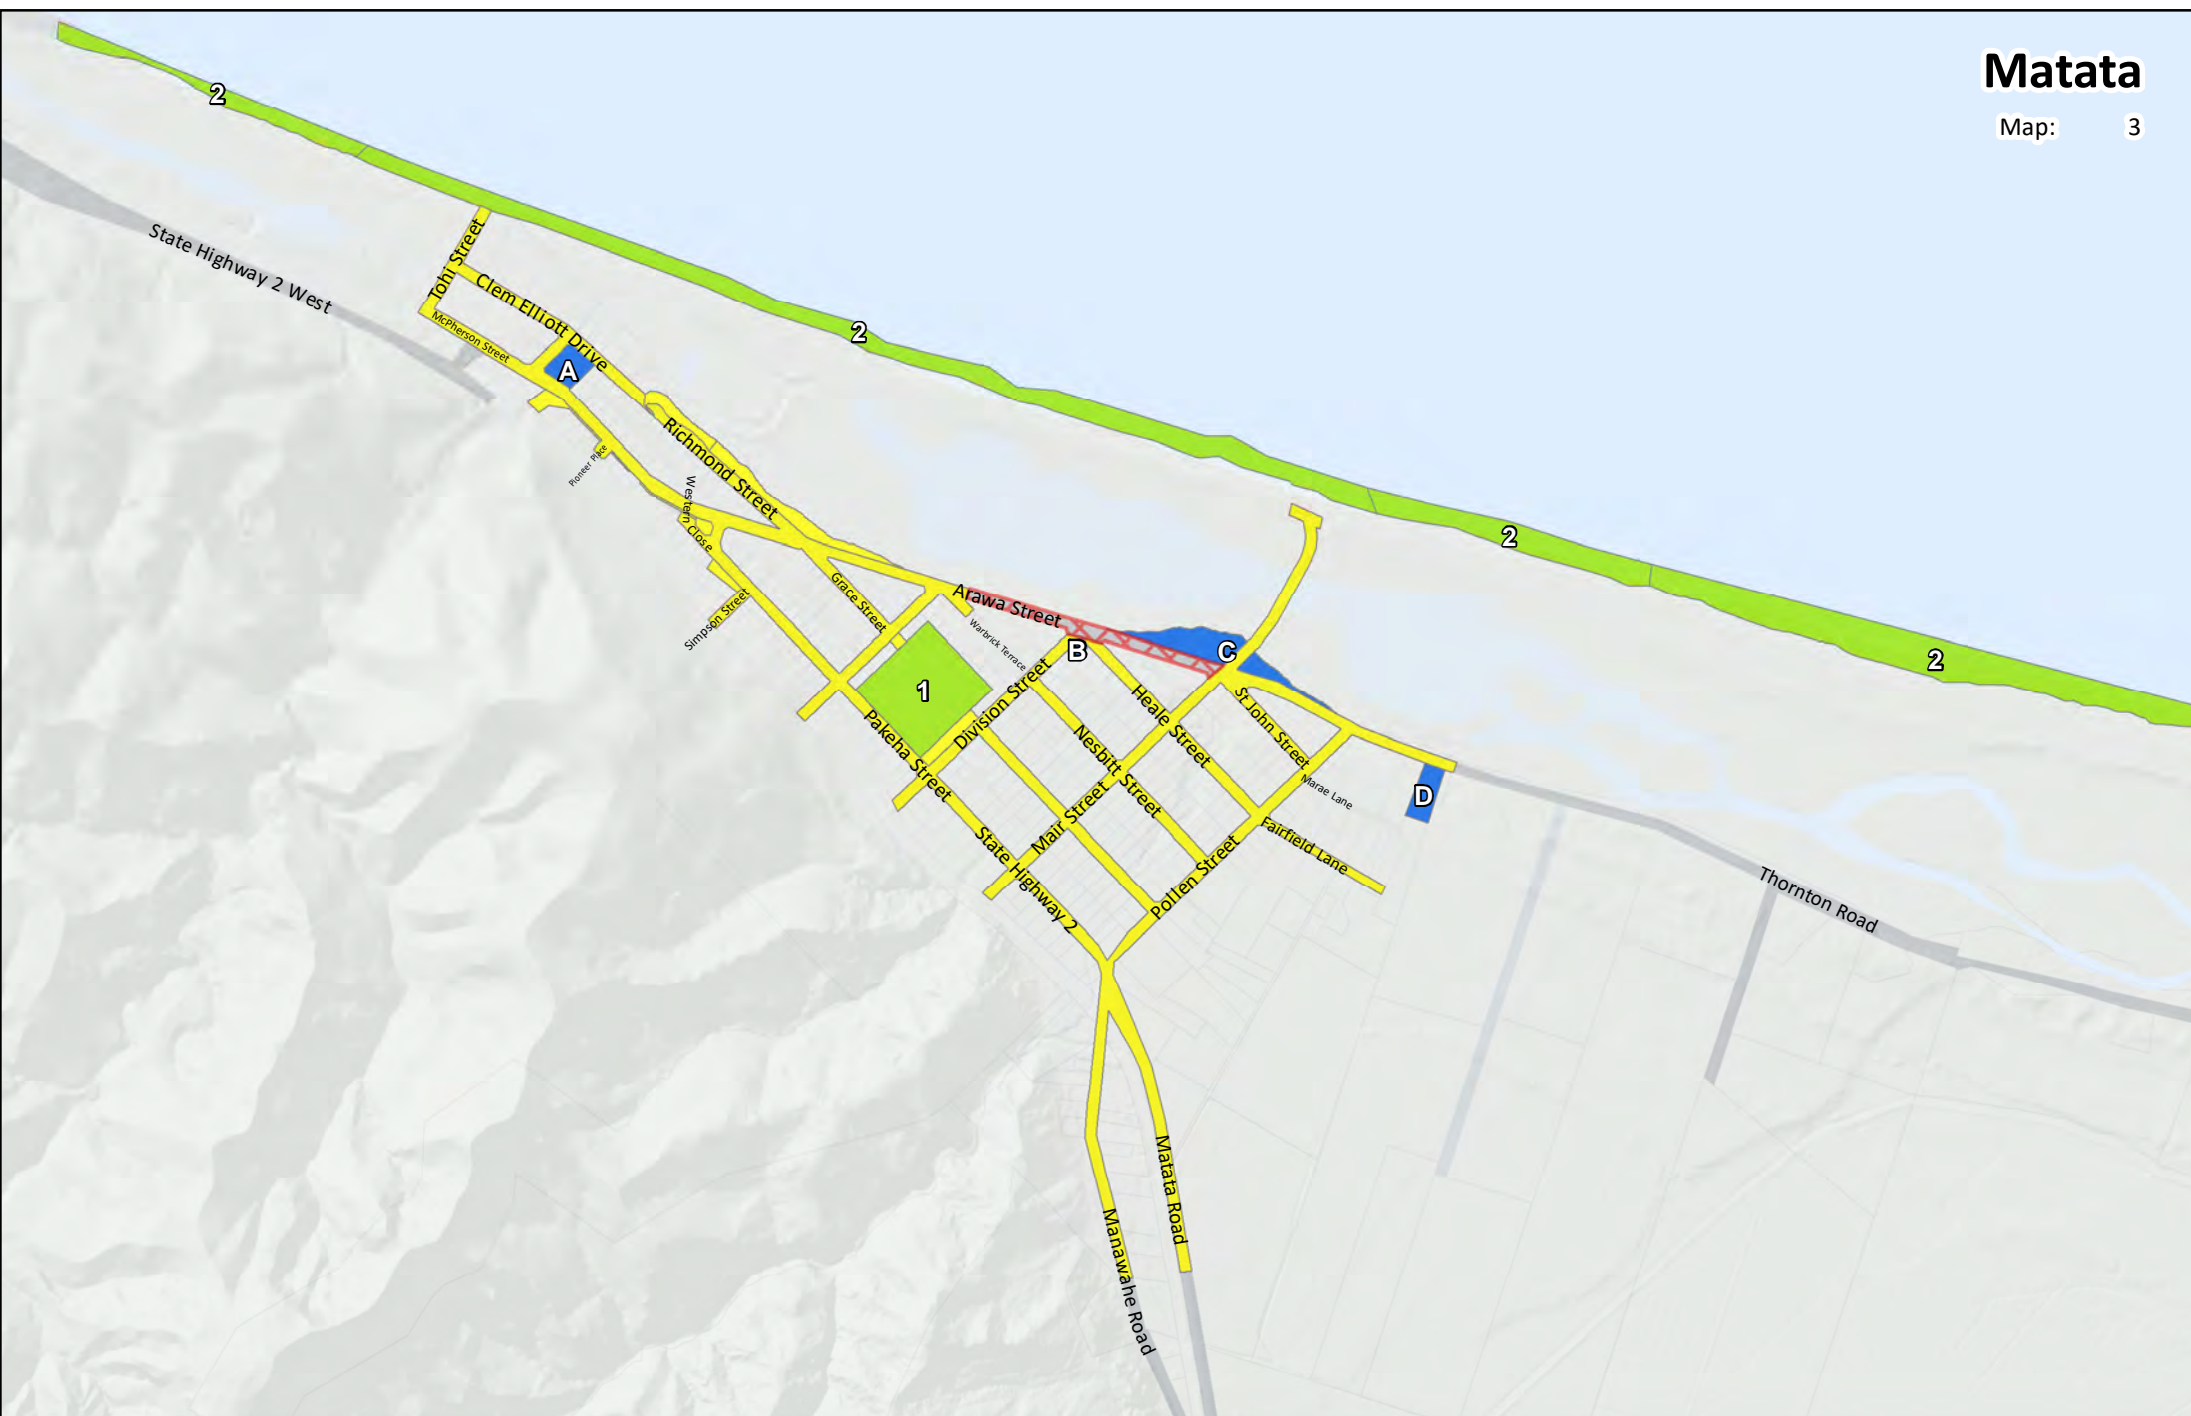 Matata
Map: 3
2
State Highway 2 West
Tohi Street
Clem Elliott Drive
McPherson Street
A
2
Richmond Street
Pioneer Place
Western Close
2
Grace Street
Simpson Street
Arawa Street
Warbrick Terrace
B
C
2
1
Division Street
Heale Street
St John Street
Pakeha Street
Nesbitt Street
Marae Lane
D
Mair Street
Fairfield Lane
State Highway 2
Pollen Street
Thornton Road
Matata Road
Manawahe Road